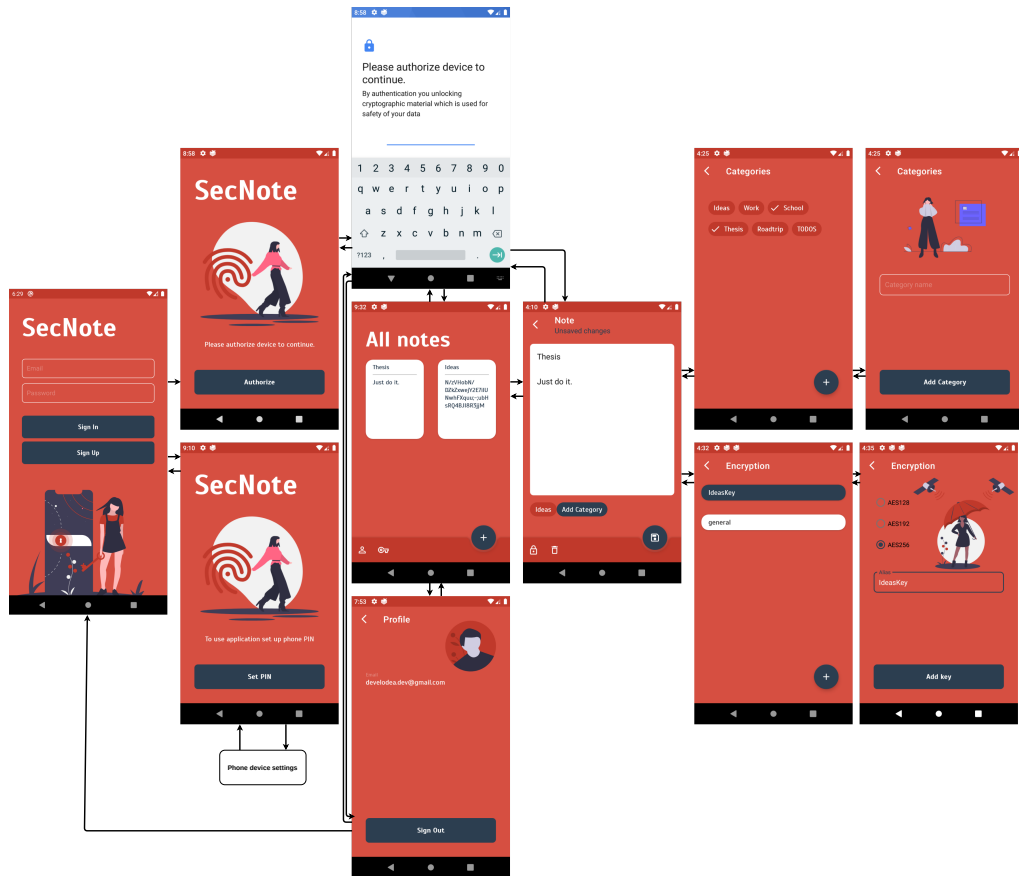 6:29
SecNote
Email
Password
Sign In
Sign Up
8:58
SecNote
Please authorize device to continue.
Authorize
9:10
SecNote
To use application set up phone PIN
Set PIN
Phone device settings
8:58
Please authorize device to
continue.
By authentication you unlocking
cryptographic material which is used for
safety of your data
1 2 3 4 5 6 7 8 9 0
q w e r t y u i o p
a s d f g h j k l
z x c v b n m
?123 , .
9:32
All notes
Thesis
Just do it.
Ideas
+
7:53
Profile
Email
develodea.dev@gmail.com
Sign Out
4:10
Note
Unsaved changes
Thesis
Just do it.
Ideas Add Category
4:25
Categories
Ideas Work School
Thesis Roadtrip TODOS
+
4:25
Categories
Category name
Add Category
4:32
Encryption
IdeasKey
general
+
4:35
Encryption
AES128
AES192
AES256
Alias
IdeasKey
Add key